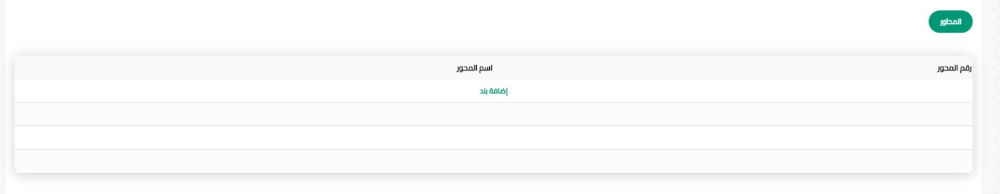 المحاور
رقم المحور اسم المحور
إضافة بند